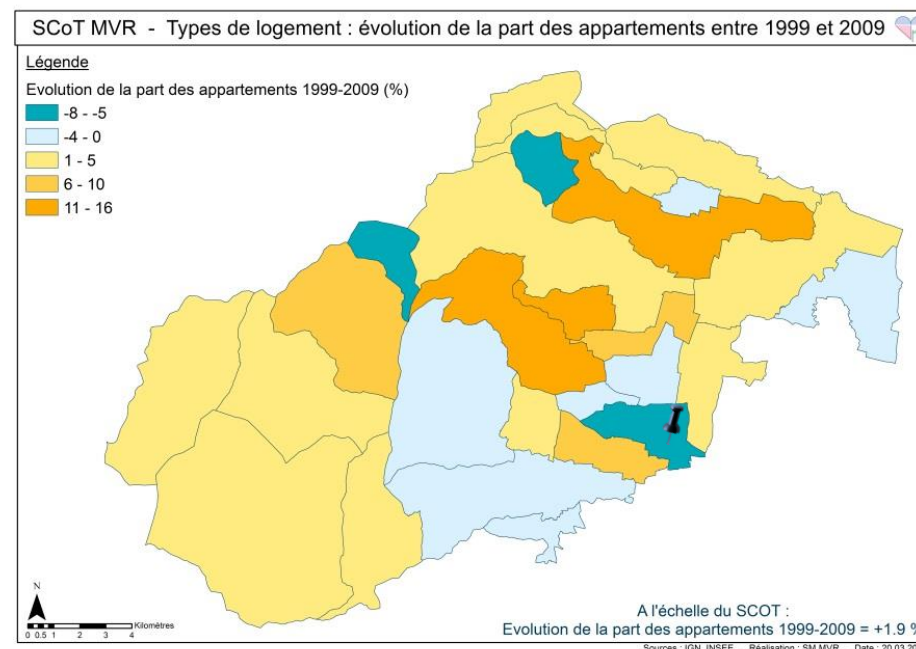 SCoT MVR - Types de logement : évolution de la part des appartements entre 1999 et 2009
Légende
Evolution de la part des appartements 1999-2009 (%)
-8 - -5
-4 - 0
1 - 5
6 - 10
11 - 16
N
Kilomètres
0 0.5 1 2 3 4
A l'échelle du SCOT :
Evolution de la part des appartements 1999-2009 = +1.9 %
Sources : IGN, INSEE Réalisation : SM MVR Date : 20.03.20